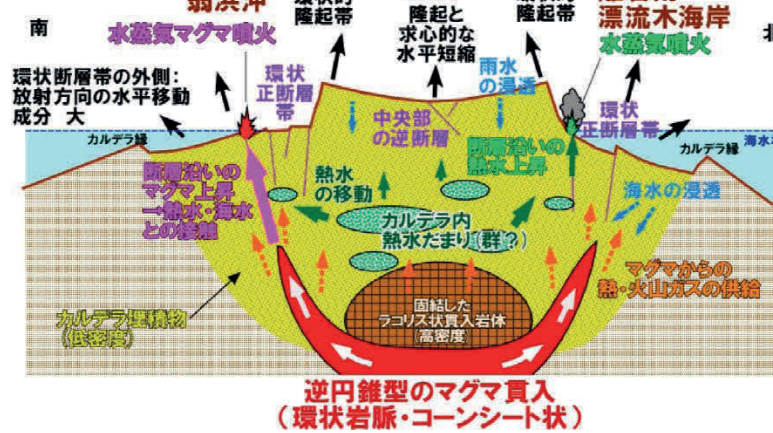 南
水蒸気マグマ噴火
隆起帯
隆起と
求心的な
水平短縮
隆起帯
漂流木海岸
水蒸気噴火
環状断層帯の外側:
放射方向の水平移動
成分 大
環状
正断層
帯
中央部
の逆断層
雨水
の浸透
断層沿いの
熱水上昇
環状
正断層帯
カルデラ縁
カルデラ縁
断層沿いの
マグマ上昇
→熱水・海水
との接触
熱水
の移動
カルデラ内
熱水だまり(群?)
海水の浸透
マグマからの
熱・火山ガスの供給
カルデラ埋積物
(低密度)
固結した
ラコリス状貫入岩体
(高密度)
逆円錐型のマグマ貫入
(環状岩脈・コーンシート状)